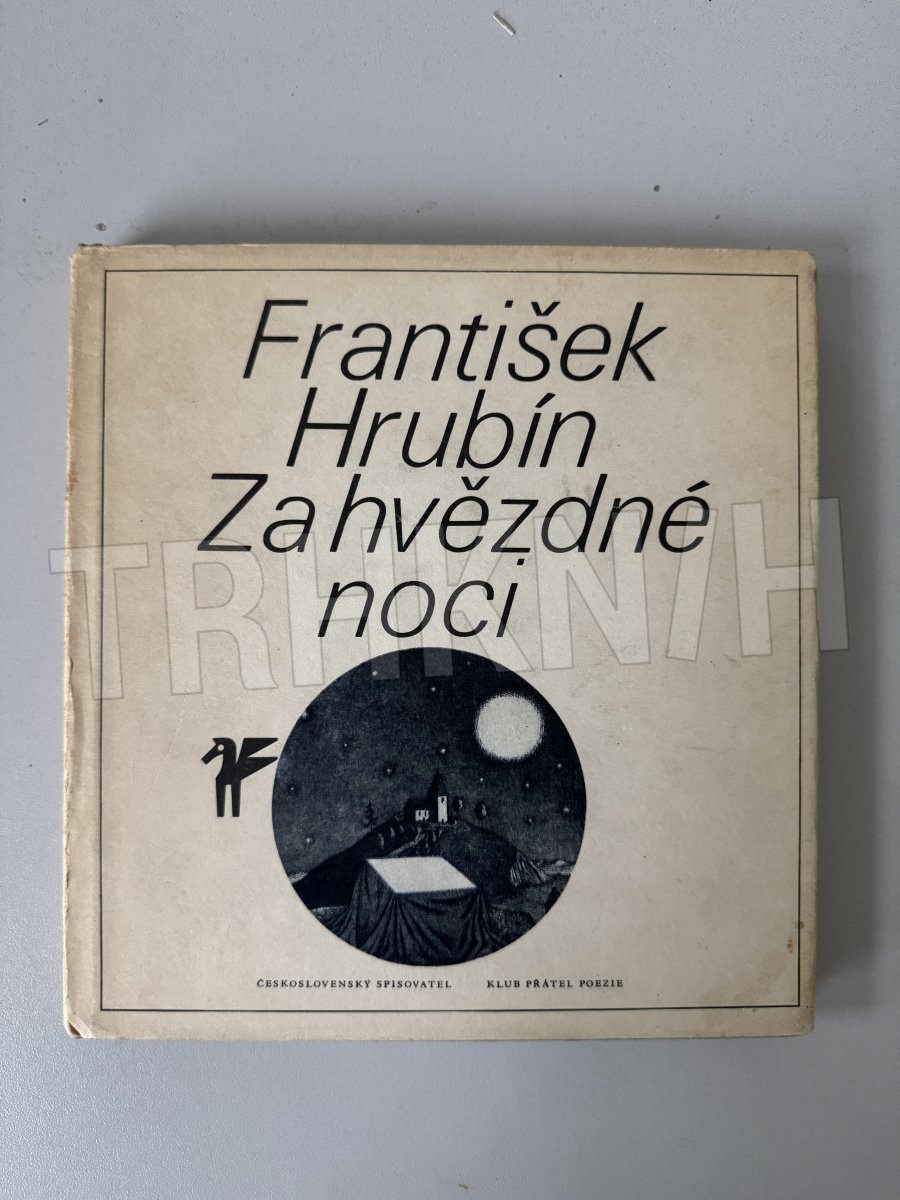 František
Hrubín
Za hvězdné
noci
TRHKNIH
ČESKOSLOVENSKÝ SPISOVATEL KLUB PŘÁTEL POEZIE